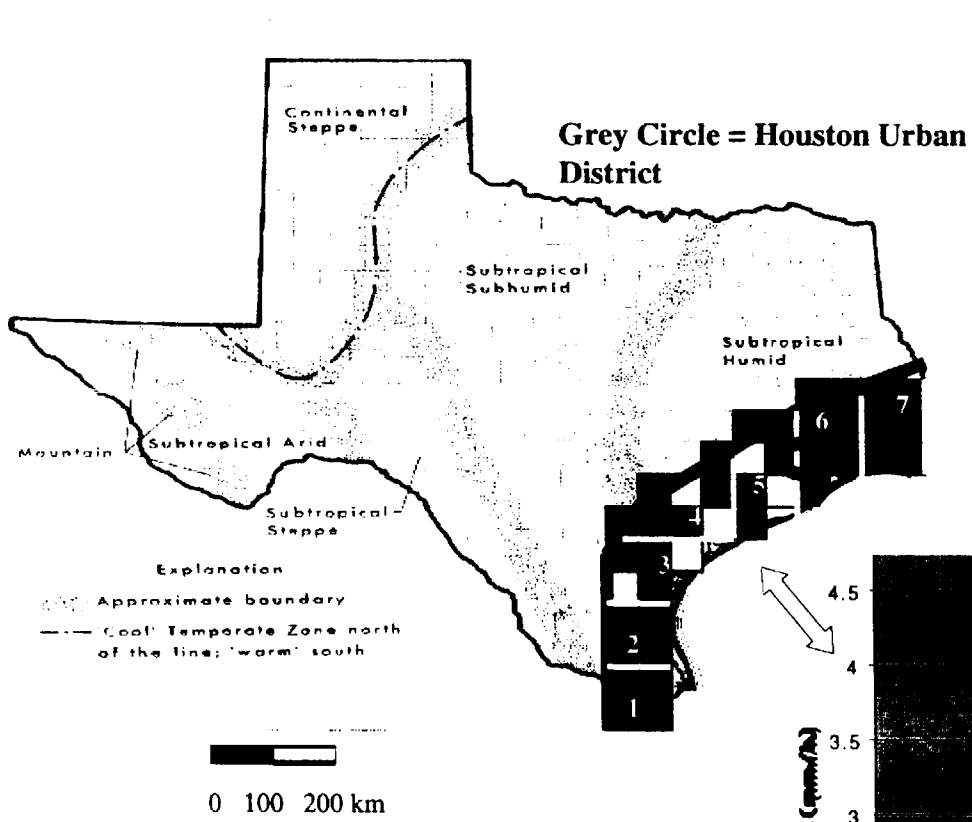 Continental
Steppe
Grey Circle = Houston Urban
District
Subtropical
Subhumid
Subtropical
Humid
7
6
5
4
3
2
1
Mountain
Subtropical Arid
Subtropical
Steppe
Explanation
Approximate boundary
'Cool' Temperate Zone north
of the line; 'warm' south
0 100 200 km
4.5
4
3.5
3